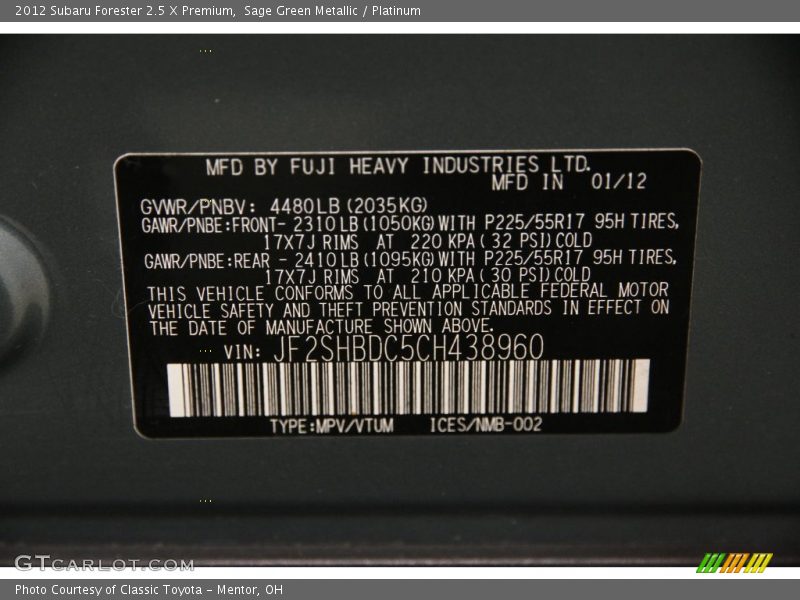 2012 Subaru Forester 2.5 X Premium, Sage Green Metallic / Platinum
MFD BY FUJI HEAVY INDUSTRIES LTD.
MFD IN 01/12
GVWR/PNBV: 4480LB(2035KG)
GAWR/PNBE:FRONT- 2310LB(1050KG)WITH P225/55R17 95H TIRES,
17X7J RIMS AT 220 KPA( 32 PSI)COLD
GAWR/PNBE:REAR - 2410LB(1095KG)WITH P225/55R17 95H TIRES,
17X7J RIMS AT 210 KPA( 30 PSI)COLD
THIS VEHICLE CONFORMS TO ALL APPLICABLE FEDERAL MOTOR
VEHICLE SAFETY AND THEFT PREVENTION STANDARDS IN EFFECT ON
THE DATE OF MANUFACTURE SHOWN ABOVE.
VIN: JF2SHBDC5CH438960
TYPE:MPV/VTUM ICES/NMB-002
GTCARLOT.COM
Photo Courtesy of Classic Toyota - Mentor, OH